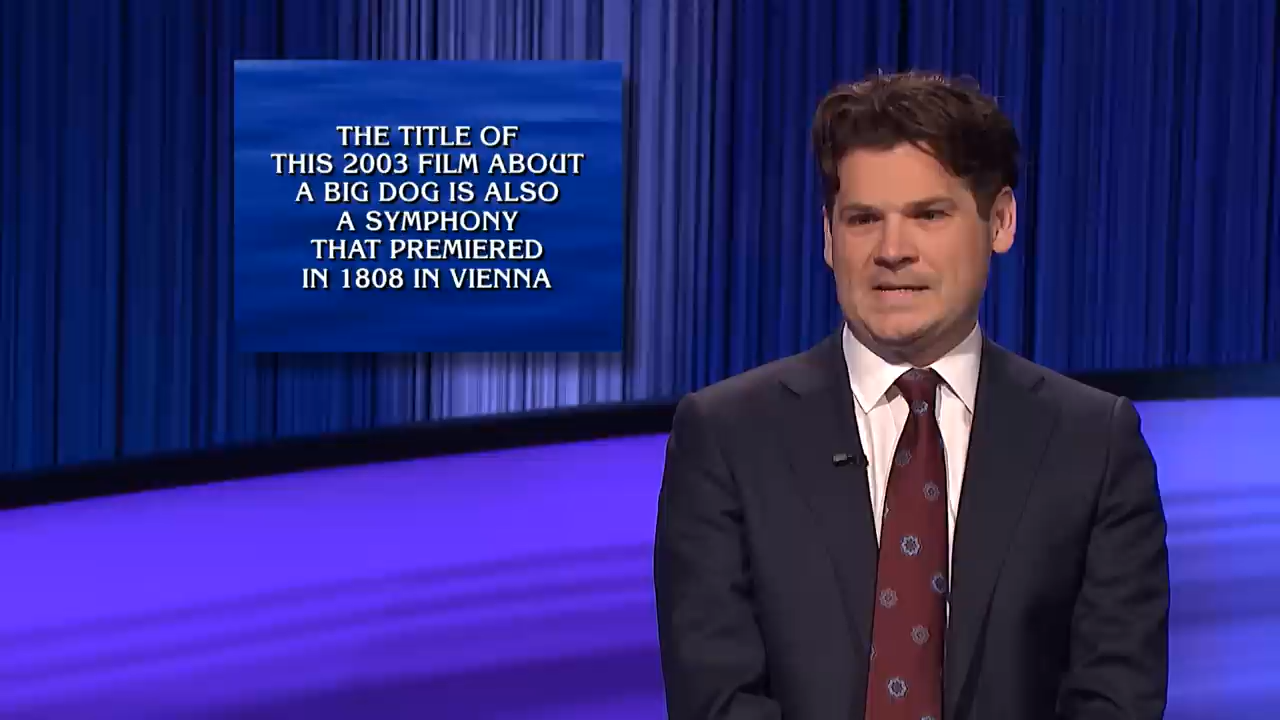 THE TITLE OF
THIS 2003 FILM ABOUT
A BIG DOG IS ALSO
A SYMPHONY
THAT PREMIERED
IN 1808 IN VIENNA